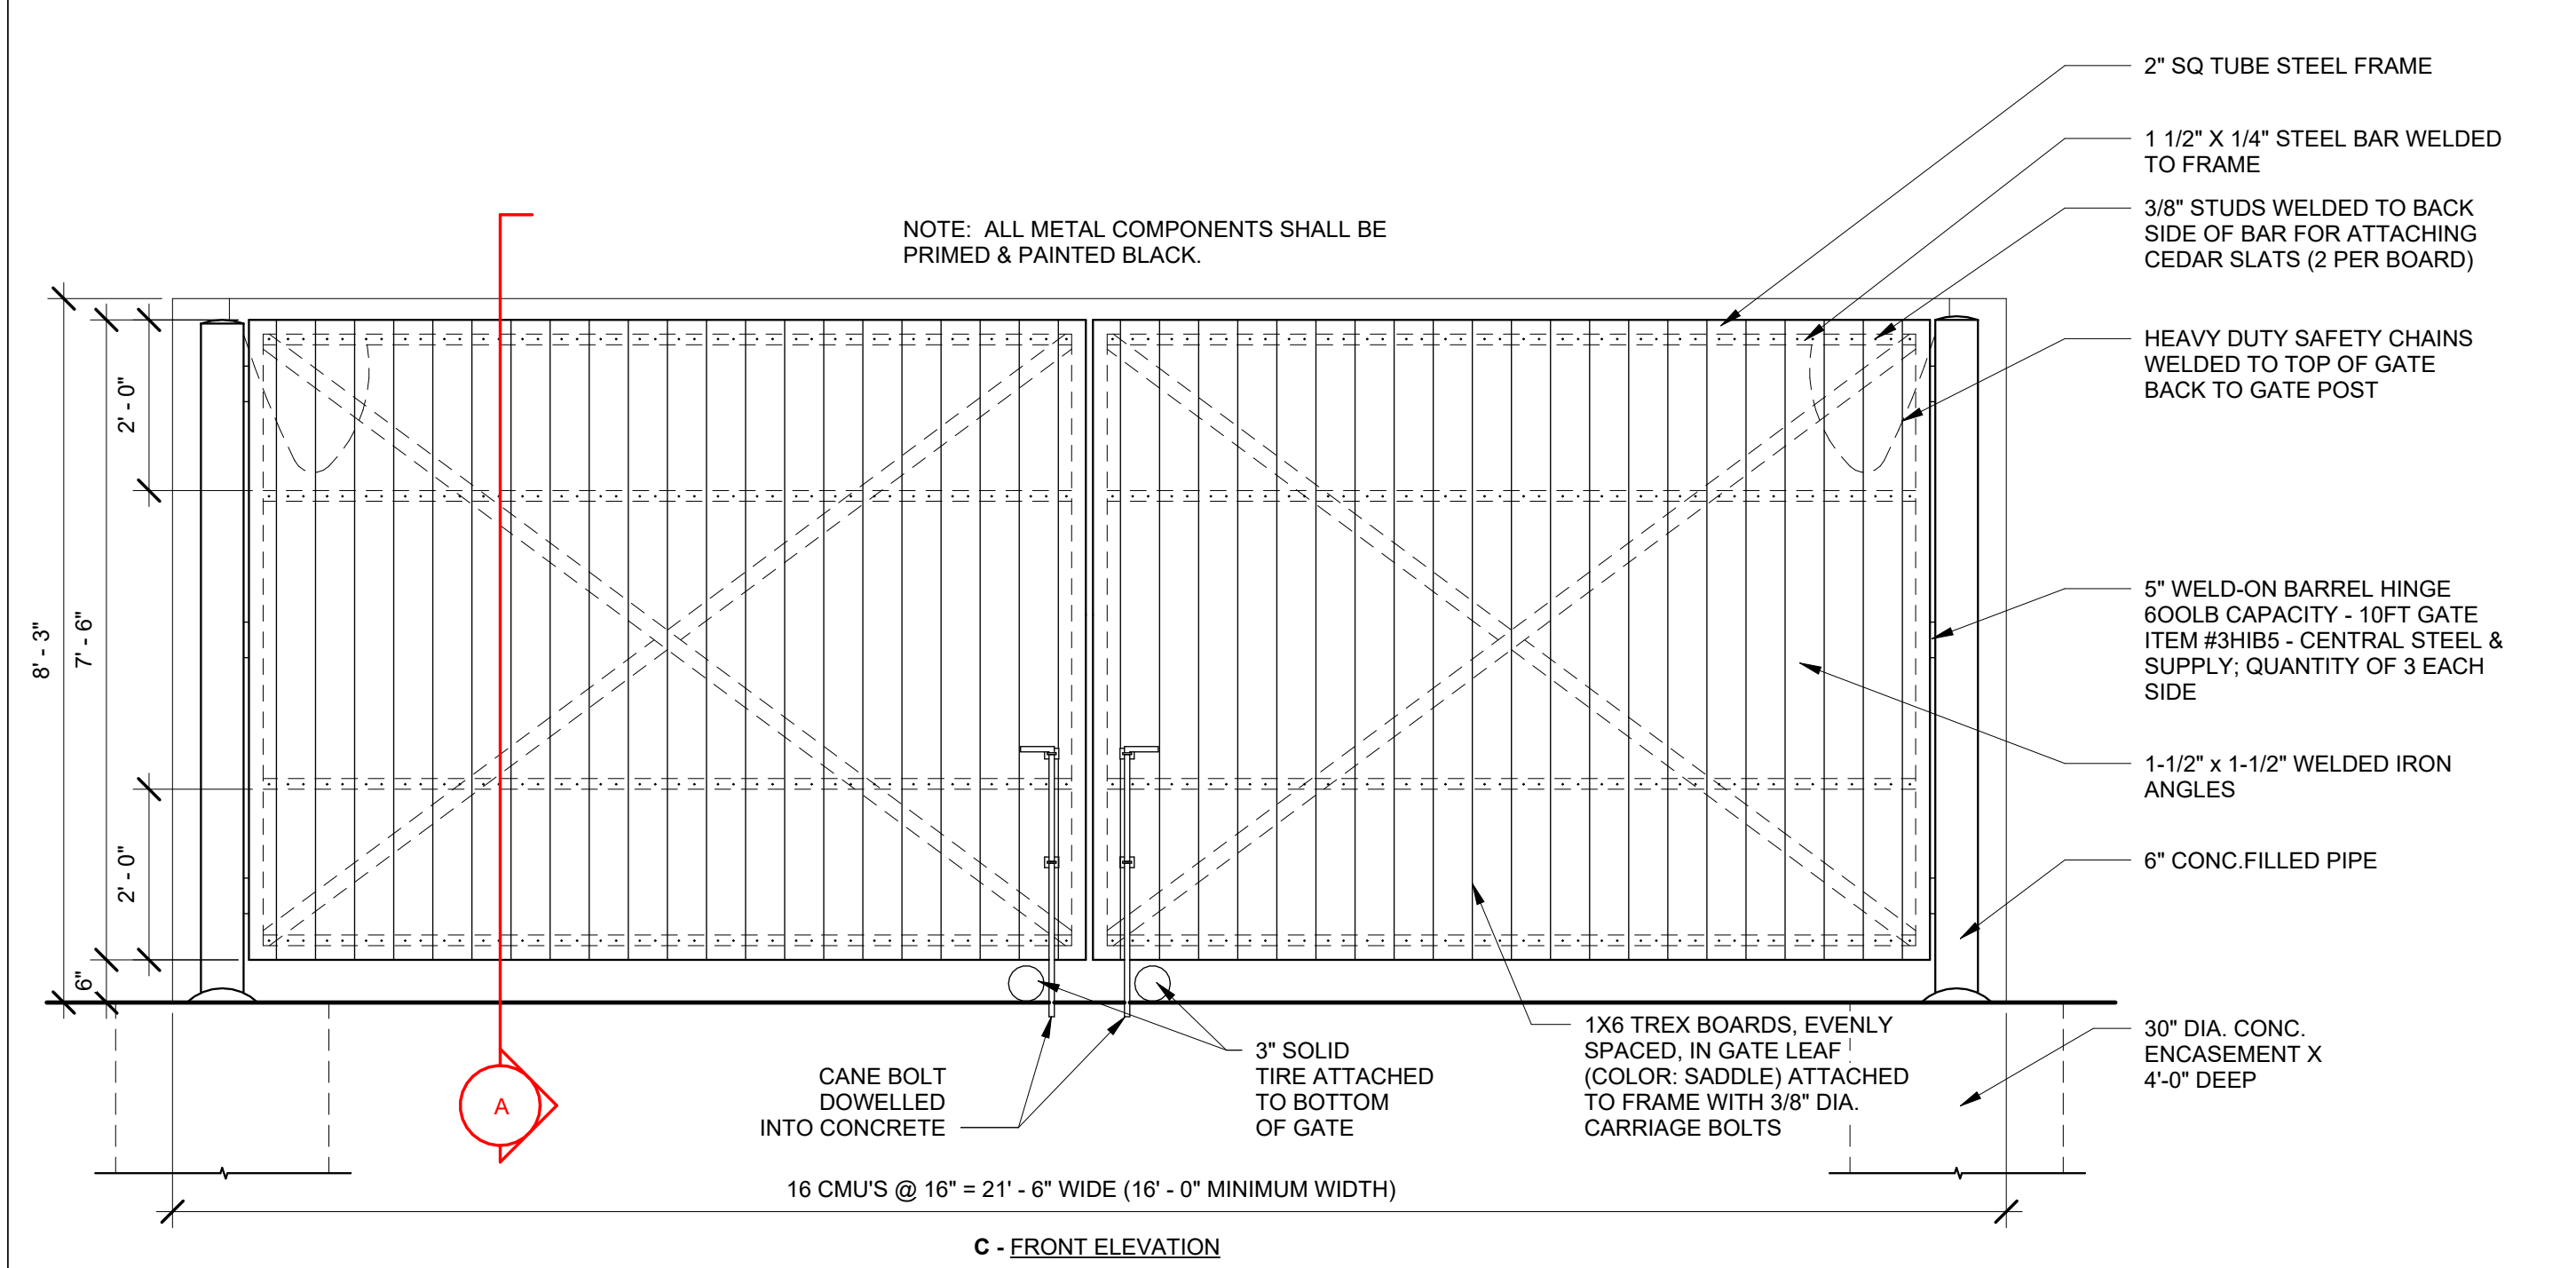 2" SQ TUBE STEEL FRAME
1 1/2" X 1/4" STEEL BAR WELDED
TO FRAME
3/8" STUDS WELDED TO BACK
SIDE OF BAR FOR ATTACHING
CEDAR SLATS (2 PER BOARD)
NOTE: ALL METAL COMPONENTS SHALL BE
PRIMED & PAINTED BLACK.
HEAVY DUTY SAFETY CHAINS
WELDED TO TOP OF GATE
BACK TO GATE POST
2' - 0"
8' - 3"
7' - 6"
2' - 0"
6"
5" WELD-ON BARREL HINGE
6OOLB CAPACITY - 10FT GATE
ITEM #3HIB5 - CENTRAL STEEL &
SUPPLY; QUANTITY OF 3 EACH
SIDE
1-1/2" x 1-1/2" WELDED IRON
ANGLES
6" CONC.FILLED PIPE
30" DIA. CONC.
ENCASEMENT X
4'-0" DEEP
A
CANE BOLT
DOWELLED
INTO CONCRETE
3" SOLID
TIRE ATTACHED
TO BOTTOM
OF GATE
1X6 TREX BOARDS, EVENLY
SPACED, IN GATE LEAF
(COLOR: SADDLE) ATTACHED
TO FRAME WITH 3/8" DIA.
CARRIAGE BOLTS
16 CMU'S @ 16" = 21' - 6" WIDE (16' - 0" MINIMUM WIDTH)
C - FRONT ELEVATION